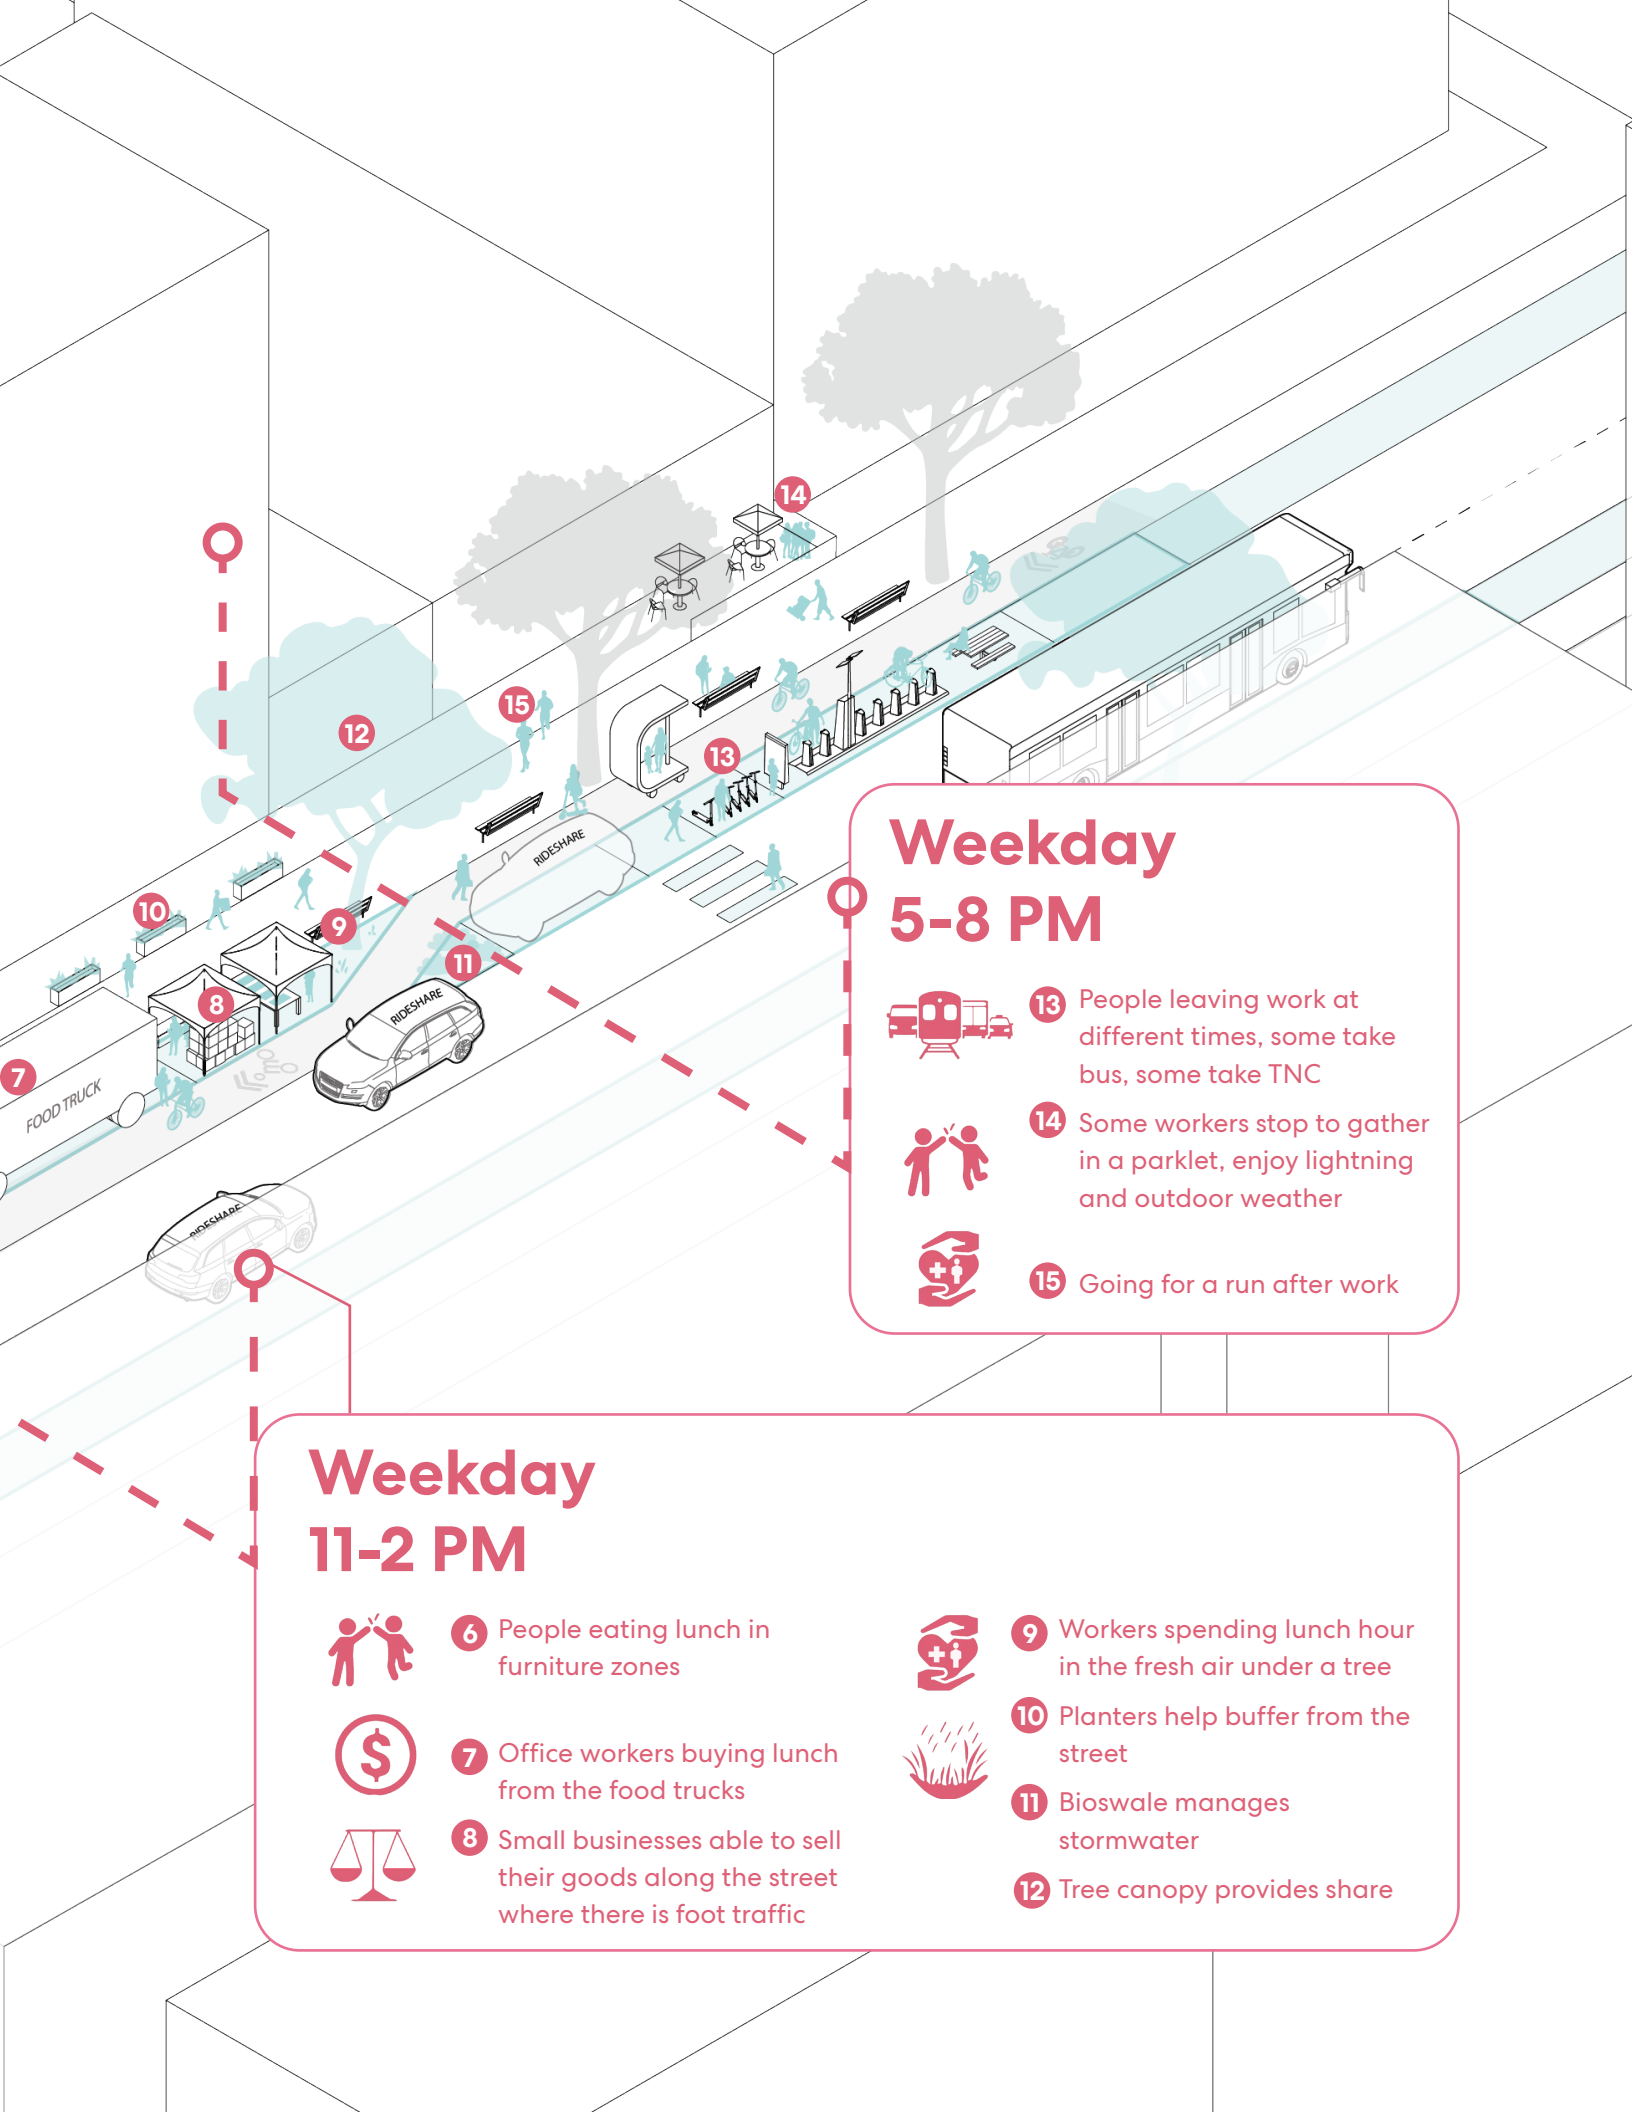 14
15
12
13
RIDESHARE
10
9
11
8
RIDESHARE
7
FOOD TRUCK
RIDESHARE
Weekday
5-8 PM
13 People leaving work at
different times, some take
bus, some take TNC
14 Some workers stop to gather
in a parklet, enjoy lightning
and outdoor weather
15 Going for a run after work
Weekday
11-2 PM
6 People eating lunch in
furniture zones
$
7 Office workers buying lunch
from the food trucks
8 Small businesses able to sell
their goods along the street
where there is foot traffic
9 Workers spending lunch hour
in the fresh air under a tree
10 Planters help buffer from the
street
11 Bioswale manages
stormwater
12 Tree canopy provides share